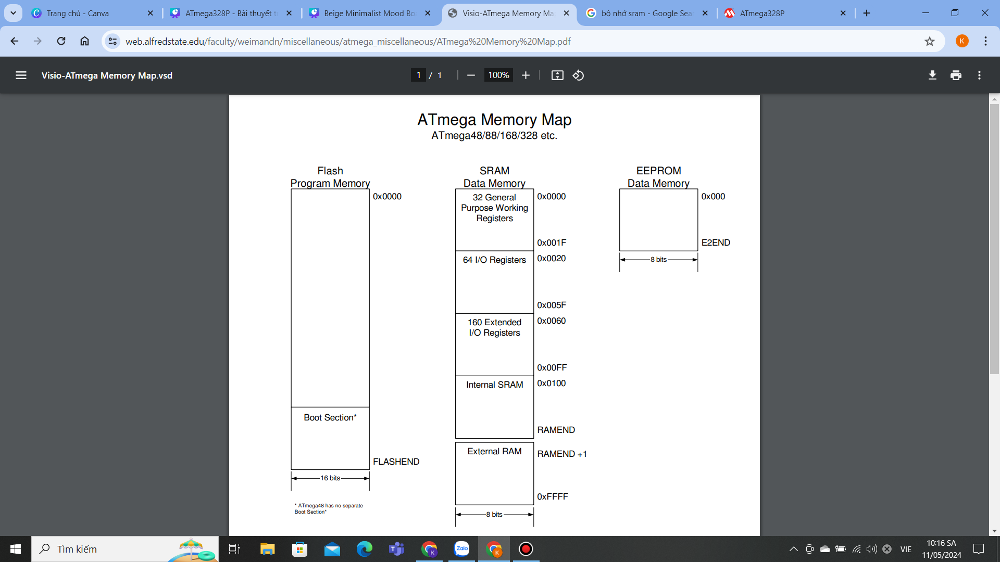 Trang chủ - Canva
ATmega328P - Bài thuyết t
Beige Minimalist Mood Bo
Visio-ATmega Memory Ma
bộ nhớ sram - Google Sea
ATmega328P
web.alfredstate.edu/faculty/weimandn/miscellaneous/atmega_miscellaneous/ATmega%20Memory%20Map.pdf
K
Visio-ATmega Memory Map.vsd
1 / 1
100%
ATmega Memory Map
ATmega48/88/168/328 etc.
Flash
Program Memory
0x0000
Boot Section*
FLASHEND
16 bits
* ATmega48 has no separate
Boot Section*
SRAM
Data Memory
32 General
Purpose Working
Registers
0x0000
0x001F
64 I/O Registers
0x0020
0x005F
160 Extended
I/O Registers
0x0060
0x00FF
Internal SRAM
0x0100
RAMEND
External RAM
RAMEND +1
0xFFFF
8 bits
EEPROM
Data Memory
0x000
E2END
8 bits
Tìm kiếm
Zalo
VIE
10:16 SA
11/05/2024